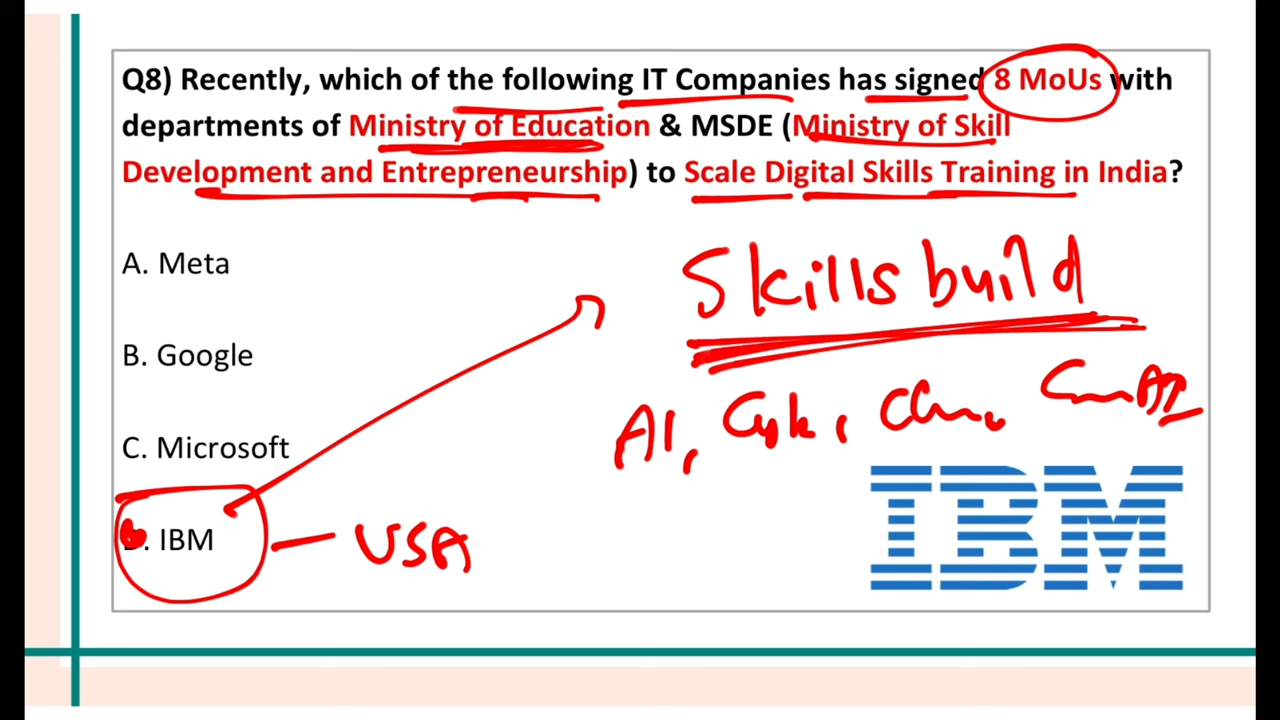 Q8) Recently, which of the following IT Companies has signed 8 MoUs with
departments of Ministry of Education & MSDE (Ministry of Skill
Development and Entrepreneurship) to Scale Digital Skills Training in India?
A. Meta
Skills build
B. Google
AI,
C. Microsoft
IBM
. IBM
USA